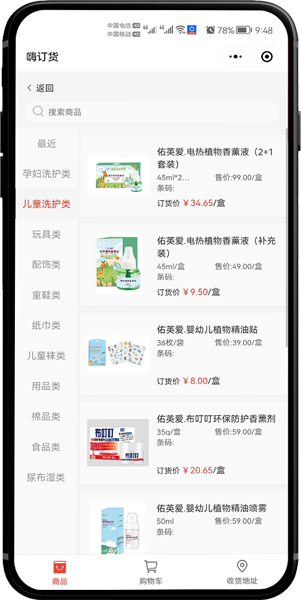 中国电信 HD
中国移动 HD
78%
9:48
嗨订货
返回
搜索商品
最近
孕妇洗护类
儿童洗护类
玩具类
配饰类
童鞋类
纸巾类
儿童袜类
用品类
棉品类
食品类
尿布湿类
佑英爱.电热植物香薰液（2+1
套装）
45ml*2... 售价:99.00/盒
条码:
订货价 ￥34.65/盒
佑英爱.电热植物香薰液（补充
装）
45ml/盒 售价:49.00/盒
条码:
订货价 ￥9.50/盒
佑英爱.婴幼儿植物精油贴
36枚/袋 售价:39.00/盒
条码:
订货价 ￥8.00/盒
布叮叮
佑英爱.布叮叮环保防护香薰剂
35g/盒 售价:59.00/盒
条码:
订货价 ￥20.65/盒
佑英爱.婴幼儿植物精油喷雾
50ml 售价:59.00/盒
条码:
商品
购物车
收货地址